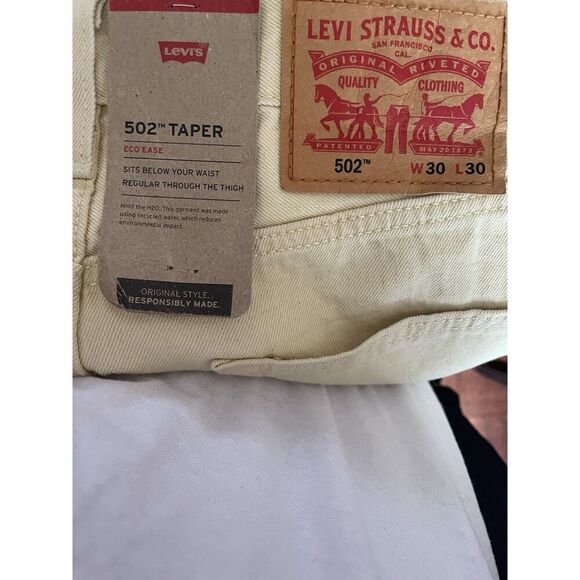 Levi's
502™ TAPER
ECO EASE
SITS BELOW YOUR WAIST
REGULAR THROUGH THE THIGH
Hold the H2O. This garment was made
using recycled water, which reduces
environmental impact.
ORIGINAL STYLE.
RESPONSIBLY MADE.
LEVI STRAUSS & CO.
SAN FRANCISCO
CAL.
ORIGINAL RIVETED
QUALITY CLOTHING
PATENTED MAY 20 1873
502™ W30 L30